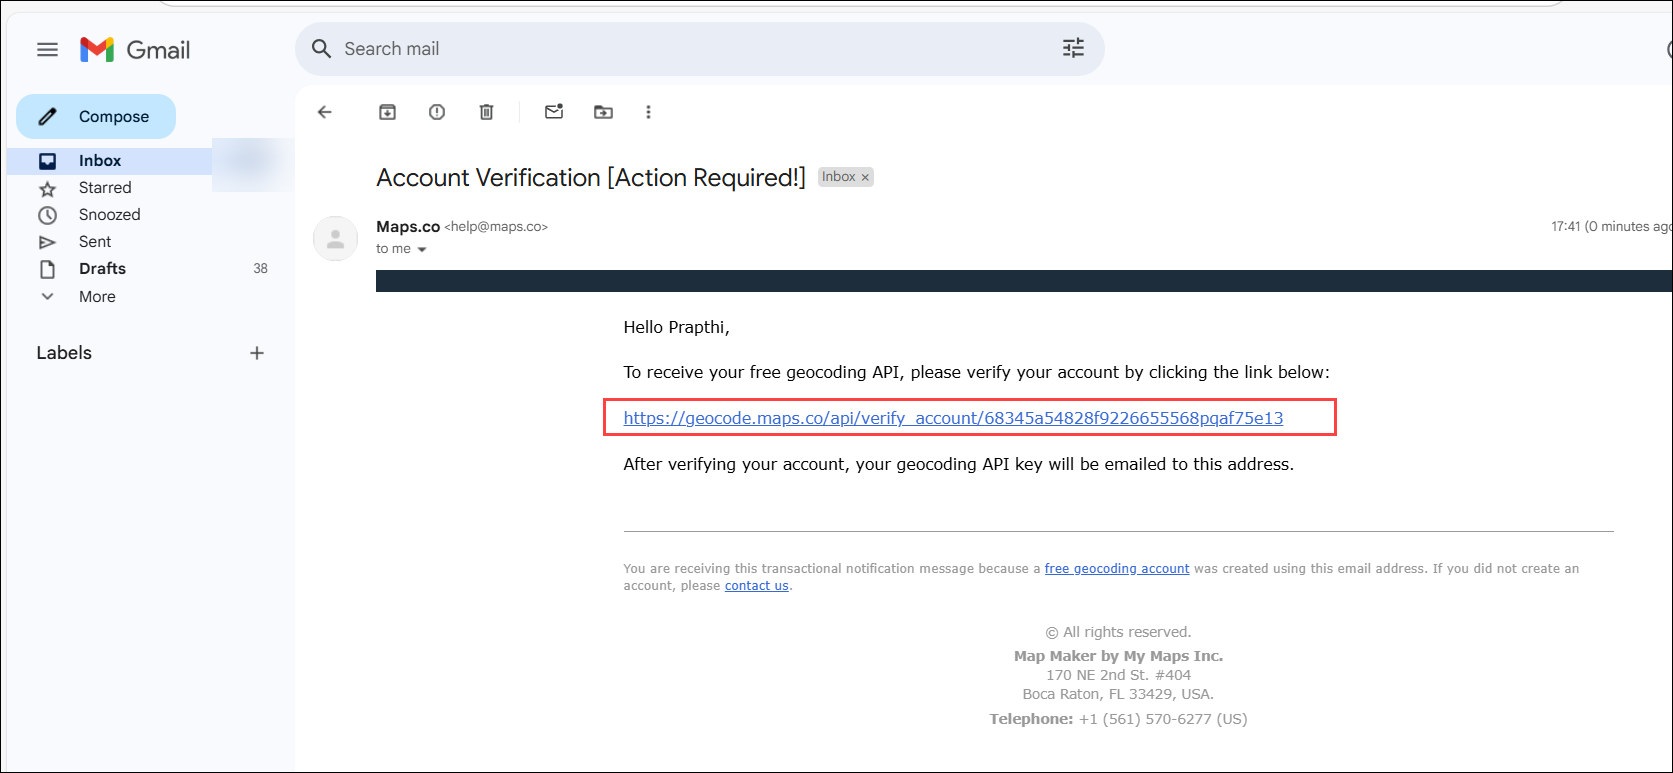 Gmail
Search mail
Compose
Inbox
Starred
Snoozed
Sent
Drafts 38
More
Labels
Account Verification [Action Required!] Inbox ×
Maps.co <help@maps.co> 17:41 (0 minutes ago
to me
Hello Prapthi,
To receive your free geocoding API, please verify your account by clicking the link below:
https://geocode.maps.co/api/verify_account/68345a54828f9226655568pqaf75e13
After verifying your account, your geocoding API key will be emailed to this address.
You are receiving this transactional notification message because a free geocoding account was created using this email address. If you did not create an
account, please contact us.
© All rights reserved.
Map Maker by My Maps Inc.
170 NE 2nd St. #404
Boca Raton, FL 33429, USA.
Telephone: +1 (561) 570-6277 (US)